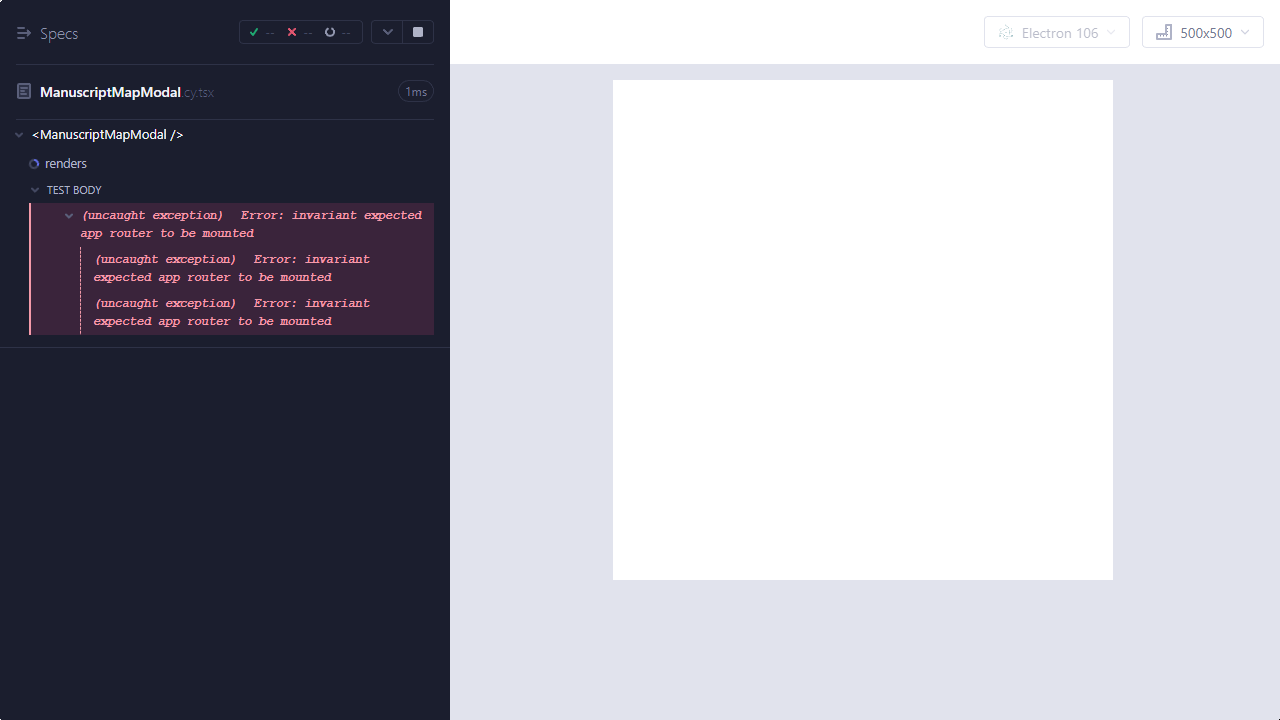 Specs
-- -- --
Electron 106
500x500
ManuscriptMapModal.cy.tsx
1ms
<ManuscriptMapModal />
renders
TEST BODY
(uncaught exception) Error: invariant expected
app router to be mounted
(uncaught exception) Error: invariant
expected app router to be mounted
(uncaught exception) Error: invariant
expected app router to be mounted